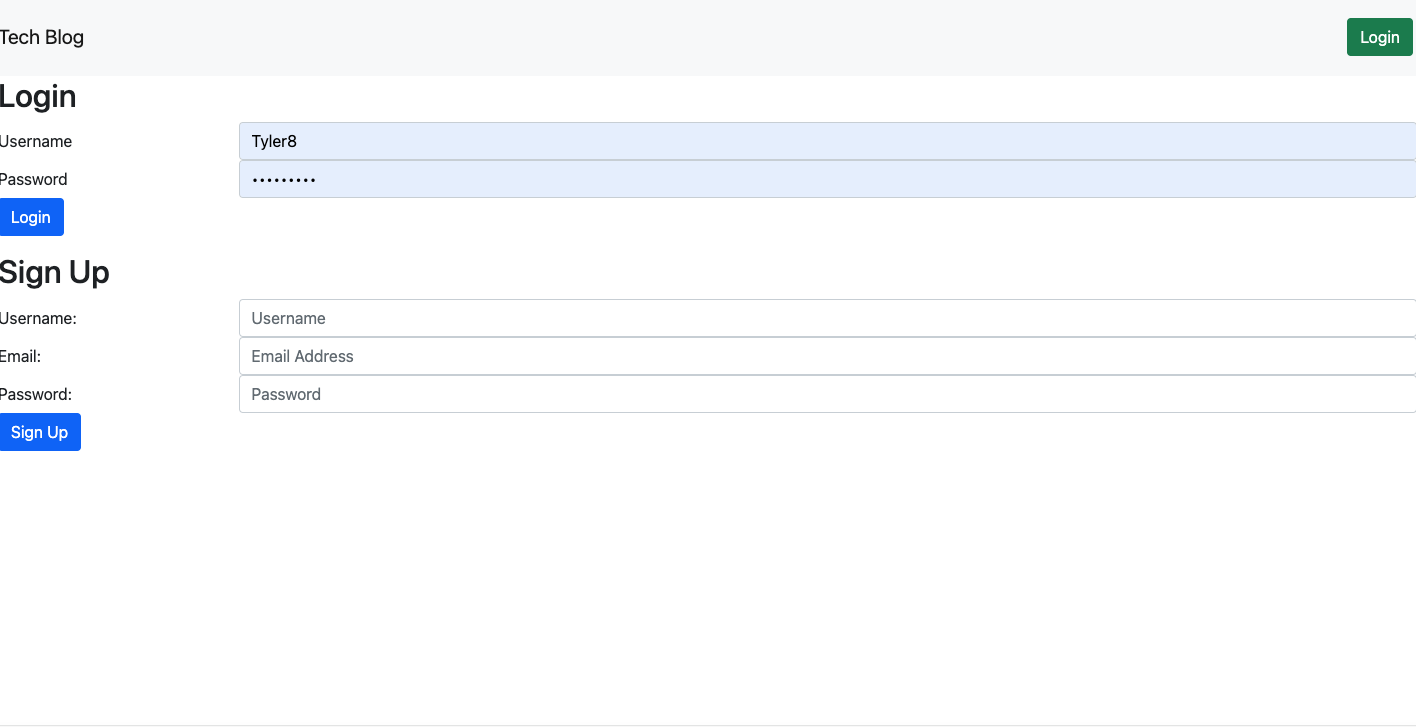 Tech Blog Login
Login
Username Tyler8
Password •••••••••
Login
Sign Up
Username: Username
Email: Email Address
Password: Password
Sign Up